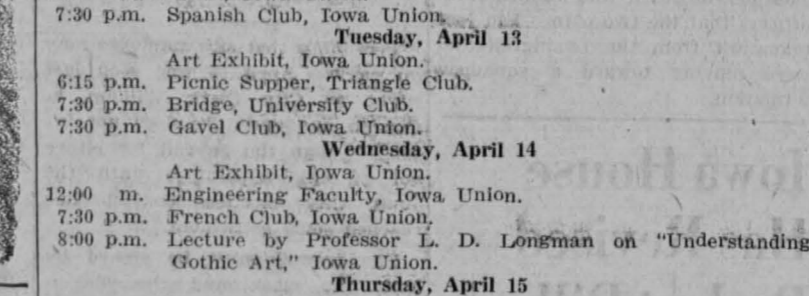 7:30 p.m. Spanish Club, Iowa Union.
Tuesday, April 13
Art Exhibit, Iowa Union.
6:15 p.m. Picnic Supper, Triangle Club.
7:30 p.m. Bridge, University Club.
7:30 p.m. Gavel Club, Iowa Union.
Wednesday, April 14
Art Exhibit, Iowa Union.
12:00 m. Engineering Faculty, Iowa Union.
7:30 p.m. French Club, Iowa Union.
8:00 p.m. Lecture by Professor L. D. Longman on "Understanding
Gothic Art," Iowa Union.
Thursday, April 15